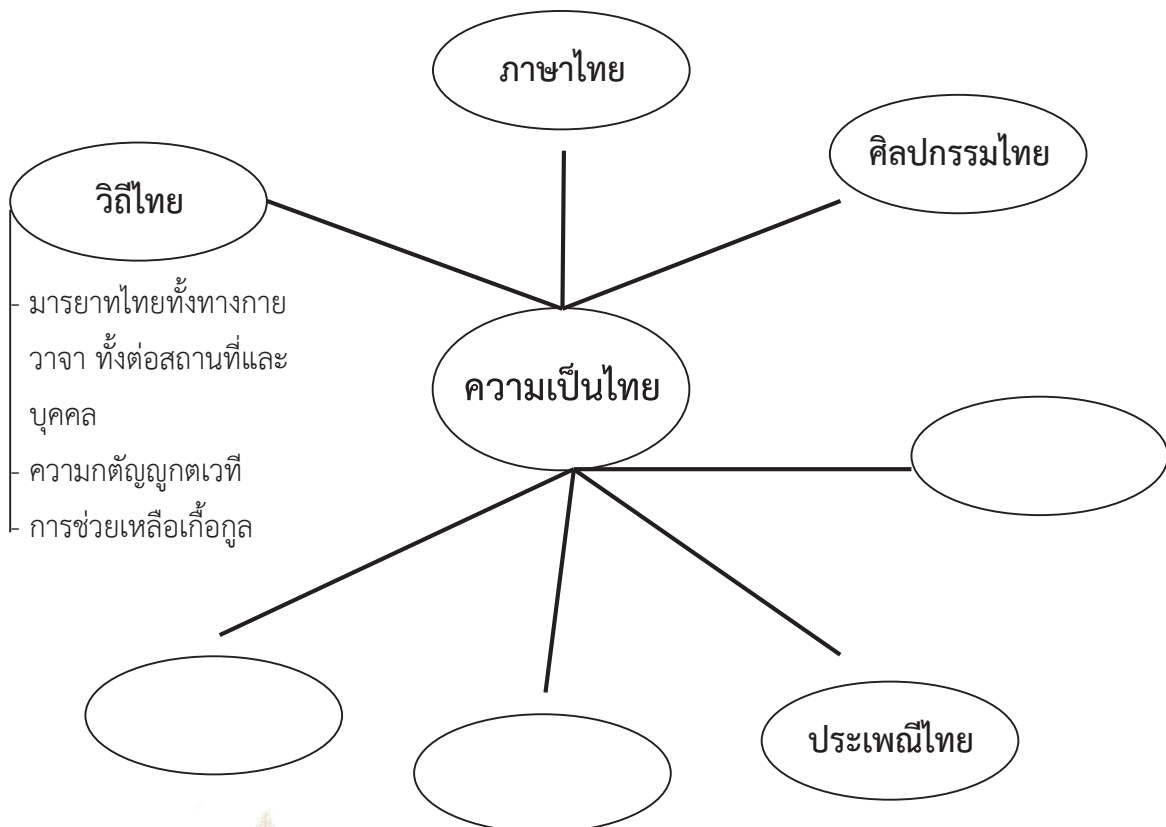 ภาษาไทย
ศิลปกรรมไทย
วิถีไทย
- มารยาทไทยทั้งทางกาย
วาจา ทั้งต่อสถานที่และ
บุคคล
- ความกตัญญูกตเวที
- การช่วยเหลือเกื้อกูล
ความเป็นไทย
ประเพณีไทย